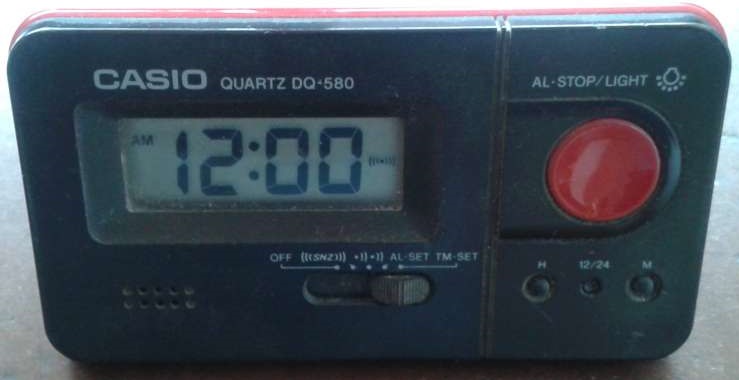 CASIO QUARTZ DQ-580
AL-STOP/LIGHT
AM 12:00
OFF (((SNZ))) •))•)) AL-SET TM-SET
H 12/24 M